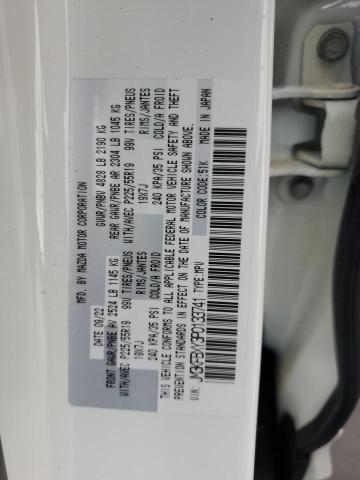 MFD. BY MAZDA MOTOR CORPORATION
DATE 09/22 GVWR/PNBV 4828 LB 2190 KG
FRONT GAWR/PNBE AV 2524 LB 1145 KG REAR GAWR/PNBE AR 2304 LB 1045 KG
WITH/AVEC P225/55R19 99V TIRES/PNEUS WITH/AVEC P225/55R19 99V TIRES/PNEUS
19X7J RIMS/JANTES 19X7J RIMS/JANTES
240 KPA/35 PSI COLD/A FROID 240 KPA/35 PSI COLD/A FROID
THIS VEHICLE CONFORMS TO ALL APPLICABLE FEDERAL MOTOR VEHICLE SAFETY AND THEFT
PREVENTION STANDARDS IN EFFECT ON THE DATE OF MANUFACTURE SHOWN ABOVE.
VIN: TYPE:MPV COLOR CODE:51K MADE IN JAPAN